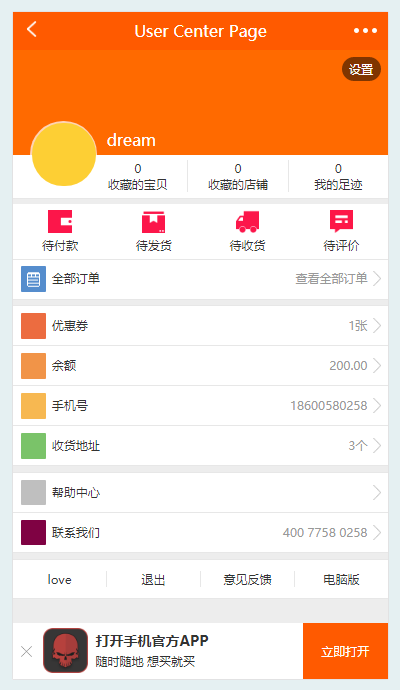 User Center Page
设置
dream
0 0 0
收藏的宝贝 收藏的店铺 我的足迹
待付款 待发货 待收货 待评价
全部订单 查看全部订单
优惠券 1张
余额 200.00
手机号 18600580258
收货地址 3个
帮助中心
联系我们 400 7758 0258
love 退出 意见反馈 电脑版
打开手机官方APP
随时随地 想买就买
立即打开